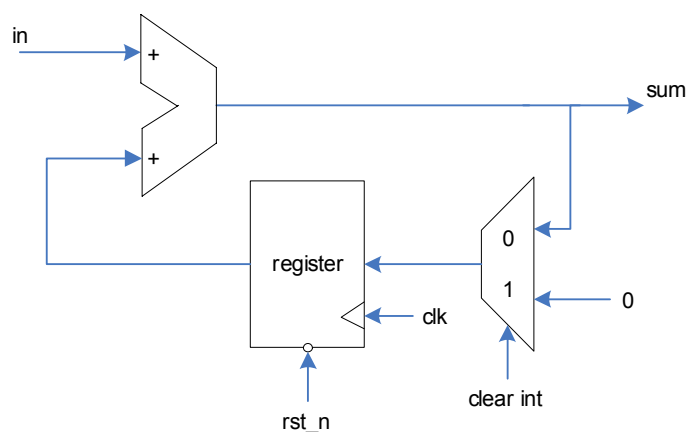 in
+
sum
+
0
register
1
0
clk
clear int
rst_n